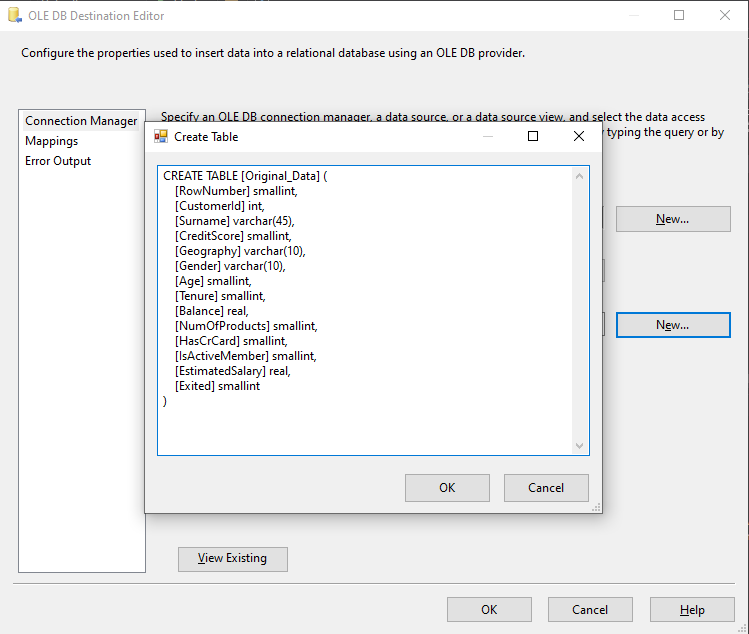 OLE DB Destination Editor
Configure the properties used to insert data into a relational database using an OLE DB provider.
Connection Manager
Mappings
Error Output
Specify an OLE DB connection manager, a data source, or a data source view, and select the data access
typing the query or by
Create Table
CREATE TABLE [Original_Data] (
[RowNumber] smallint,
[CustomerId] int,
[Surname] varchar(45),
[CreditScore] smallint,
[Geography] varchar(10),
[Gender] varchar(10),
[Age] smallint,
[Tenure] smallint,
[Balance] real,
[NumOfProducts] smallint,
[HasCrCard] smallint,
[IsActiveMember] smallint,
[EstimatedSalary] real,
[Exited] smallint
)
New...
New...
OK Cancel
View Existing
OK Cancel Help